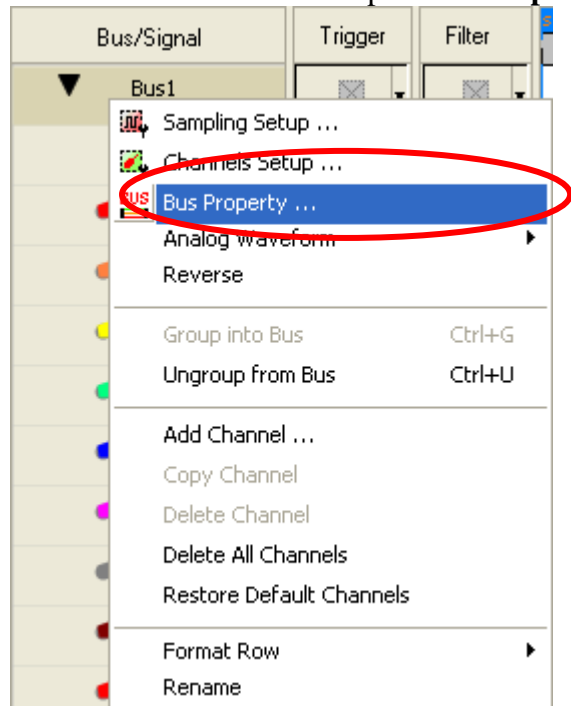 Bus/Signal Trigger Filter
Bus1
Sampling Setup ...
Channels Setup ...
BUS Bus Property ...
Analog Waveform
Reverse
Group into Bus Ctrl+G
Ungroup from Bus Ctrl+U
Add Channel ...
Copy Channel
Delete Channel
Delete All Channels
Restore Default Channels
Format Row
Rename